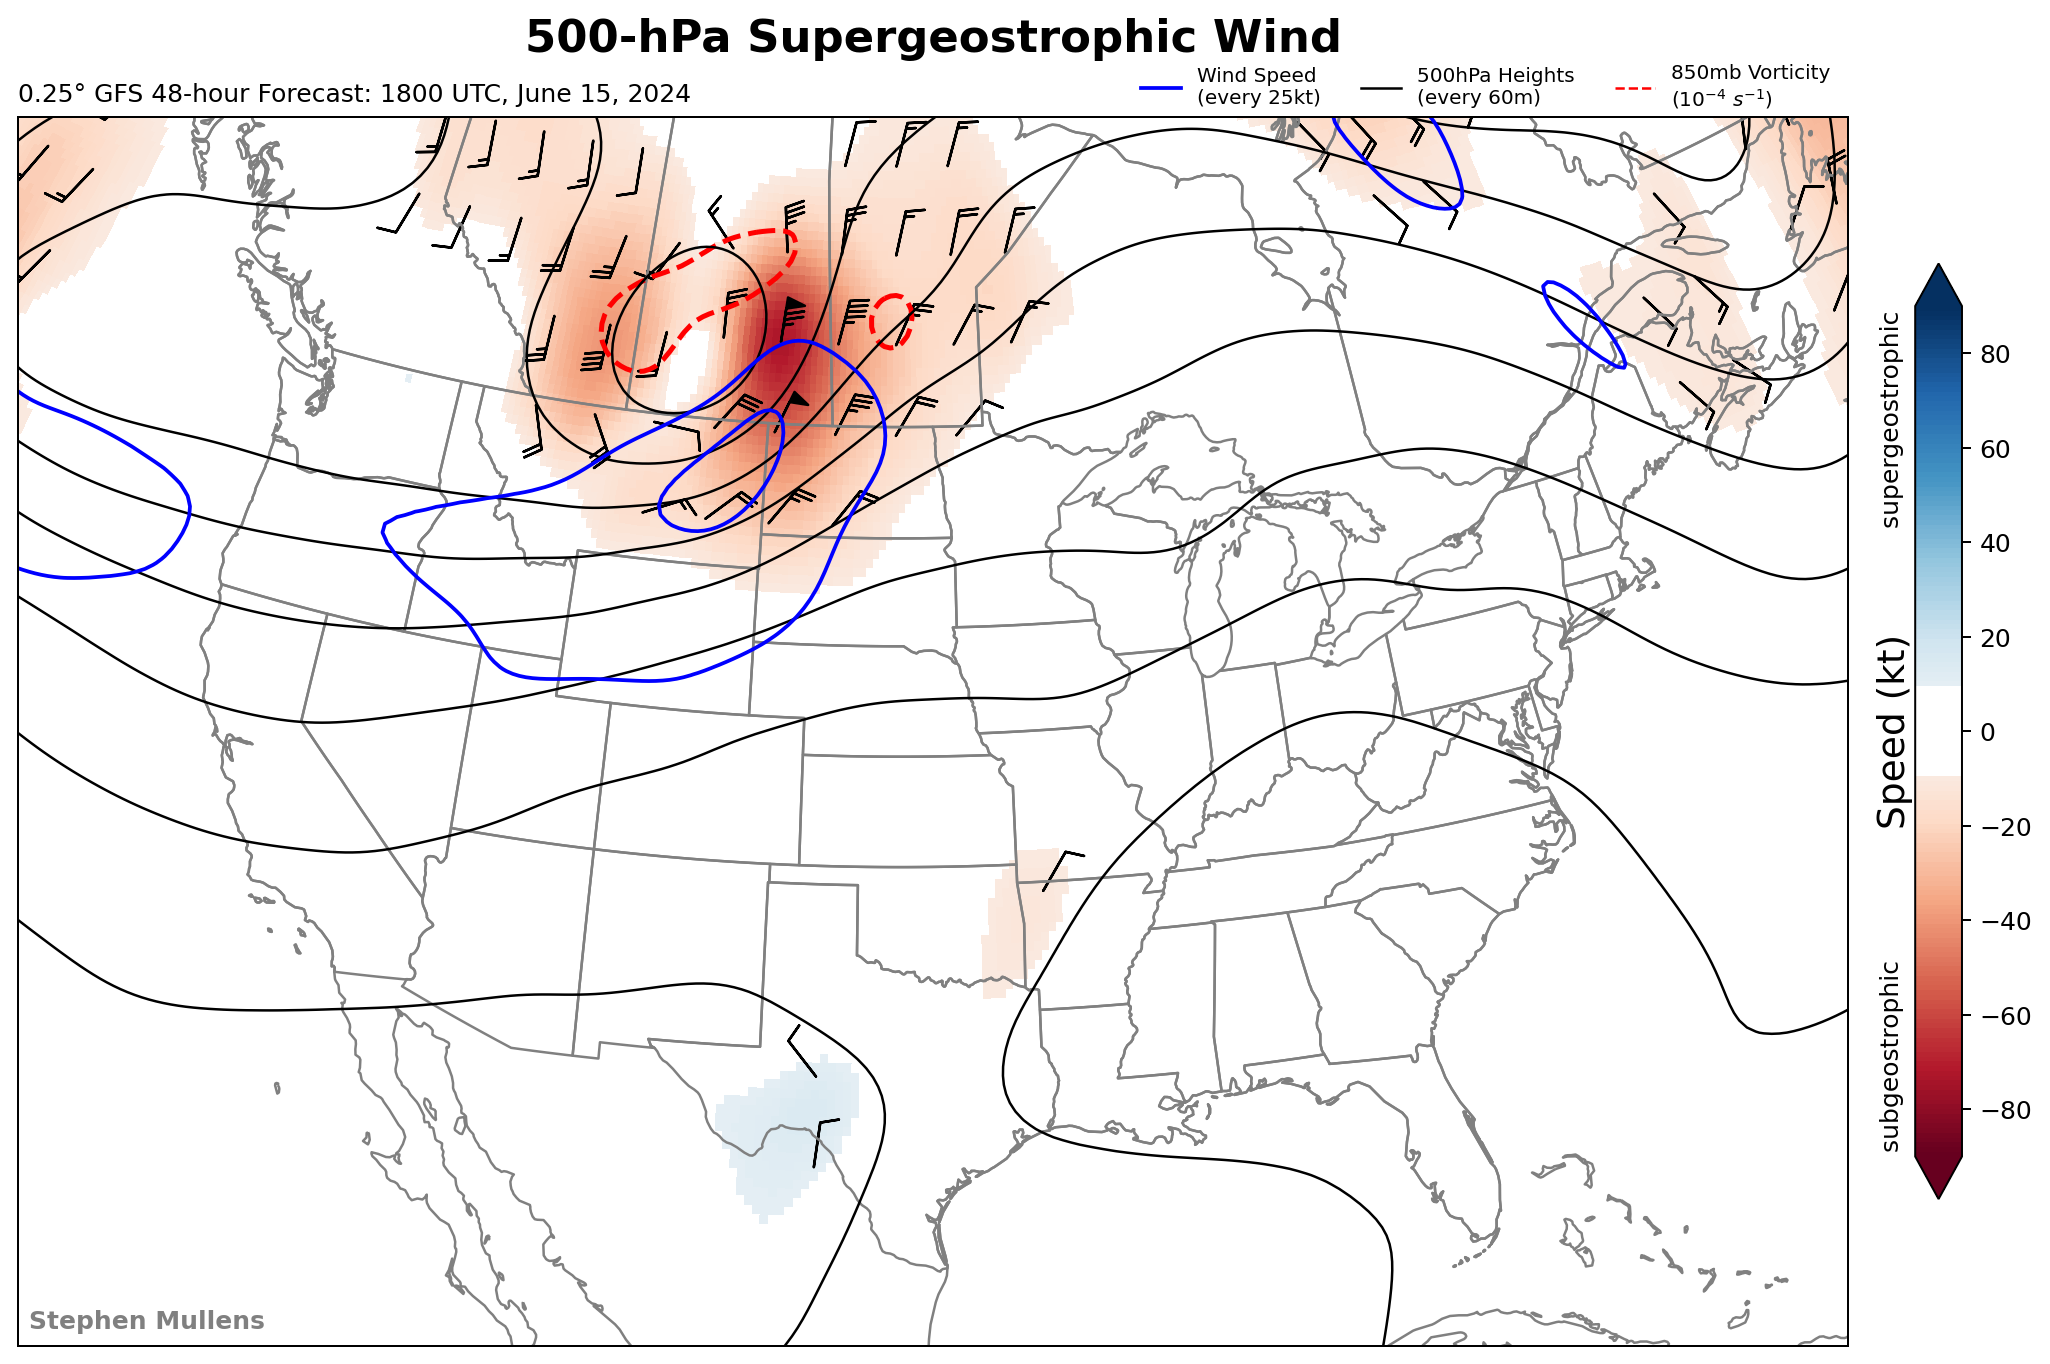 500-hPa Supergeostrophic Wind
0.25° GFS 48-hour Forecast: 1800 UTC, June 15, 2024
Wind Speed
(every 25kt)
500hPa Heights
(every 60m)
850mb Vorticity
(10⁻⁴ s⁻¹)
supergeostrophic
Speed (kt)
subgeostrophic
80
60
40
20
0
−20
−40
−60
−80
Stephen Mullens